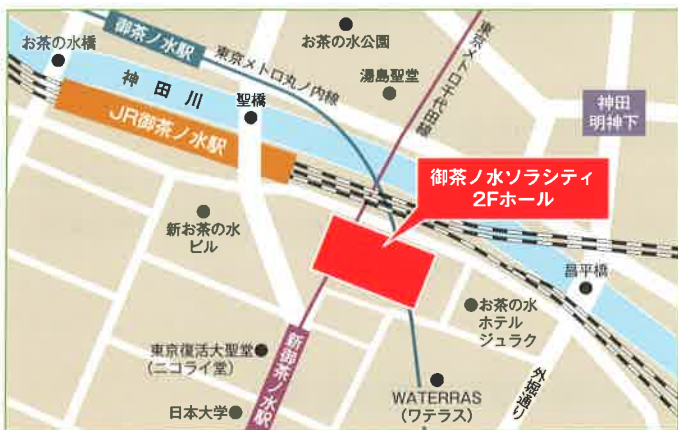 お茶の水橋
御茶ノ水駅
お茶の水公園
東京メトロ丸ノ内線
東京メトロ千代田線
湯島聖堂
神田川
聖橋
JR御茶ノ水駅
神田
明神下
御茶ノ水ソラシティ
2Fホール
新お茶の水
ビル
昌平橋
お茶の水
ホテル
ジュラク
東京復活大聖堂
(ニコライ堂)
新御茶ノ水駅
外堀通り
WATERRAS
(ワテラス)
日本大学